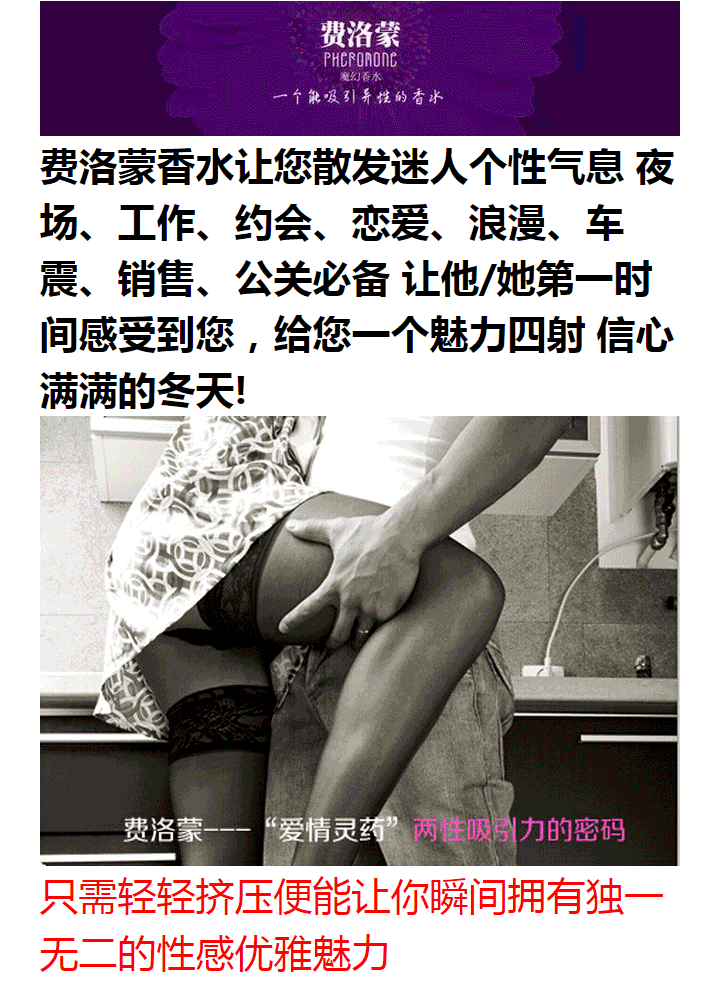 费洛蒙
PHEROMONE
魔幻香水
一个能吸引异性的香水
费洛蒙香水让您散发迷人个性气息 夜
场、工作、约会、恋爱、浪漫、车
震、销售、公关必备 让他/她第一时
间感受到您，给您一个魅力四射 信心
满满的冬天!
费洛蒙---“爱情灵药”两性吸引力的密码
只需轻轻挤压便能让你瞬间拥有独一
无二的性感优雅魅力